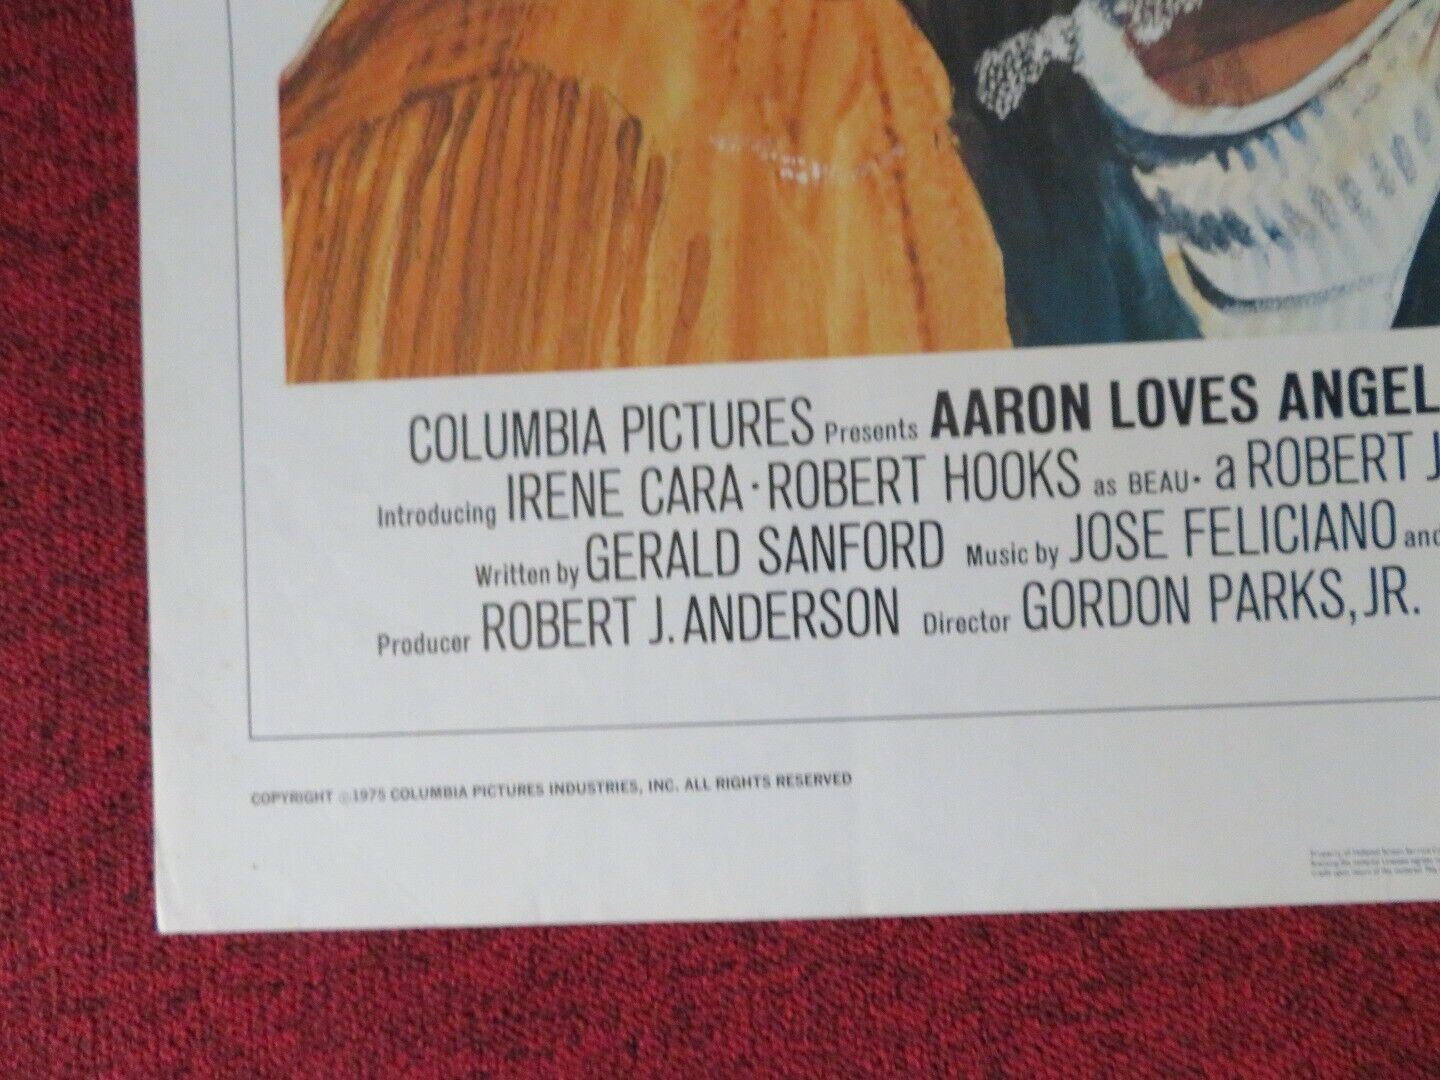 COLUMBIA PICTURES Presents AARON LOVES ANGEL
Introducing IRENE CARA · ROBERT HOOKS as BEAU · a ROBERT J
Written by GERALD SANFORD Music by JOSE FELICIANO and
Producer ROBERT J. ANDERSON Director GORDON PARKS, JR.
COPYRIGHT ©1975 COLUMBIA PICTURES INDUSTRIES, INC. ALL RIGHTS RESERVED